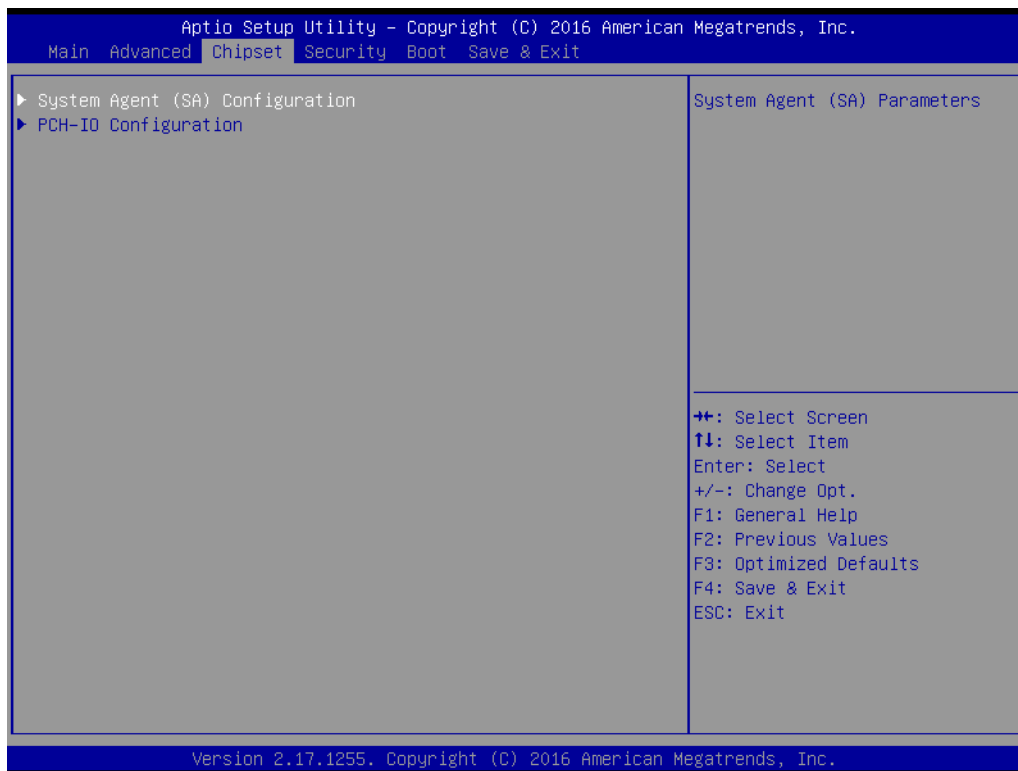 Aptio Setup Utility – Copyright (C) 2016 American Megatrends, Inc.
Main Advanced Chipset Security Boot Save & Exit
▶ System Agent (SA) Configuration
▶ PCH-IO Configuration
System Agent (SA) Parameters
→←: Select Screen
↑↓: Select Item
Enter: Select
+/-: Change Opt.
F1: General Help
F2: Previous Values
F3: Optimized Defaults
F4: Save & Exit
ESC: Exit
Version 2.17.1255. Copyright (C) 2016 American Megatrends, Inc.